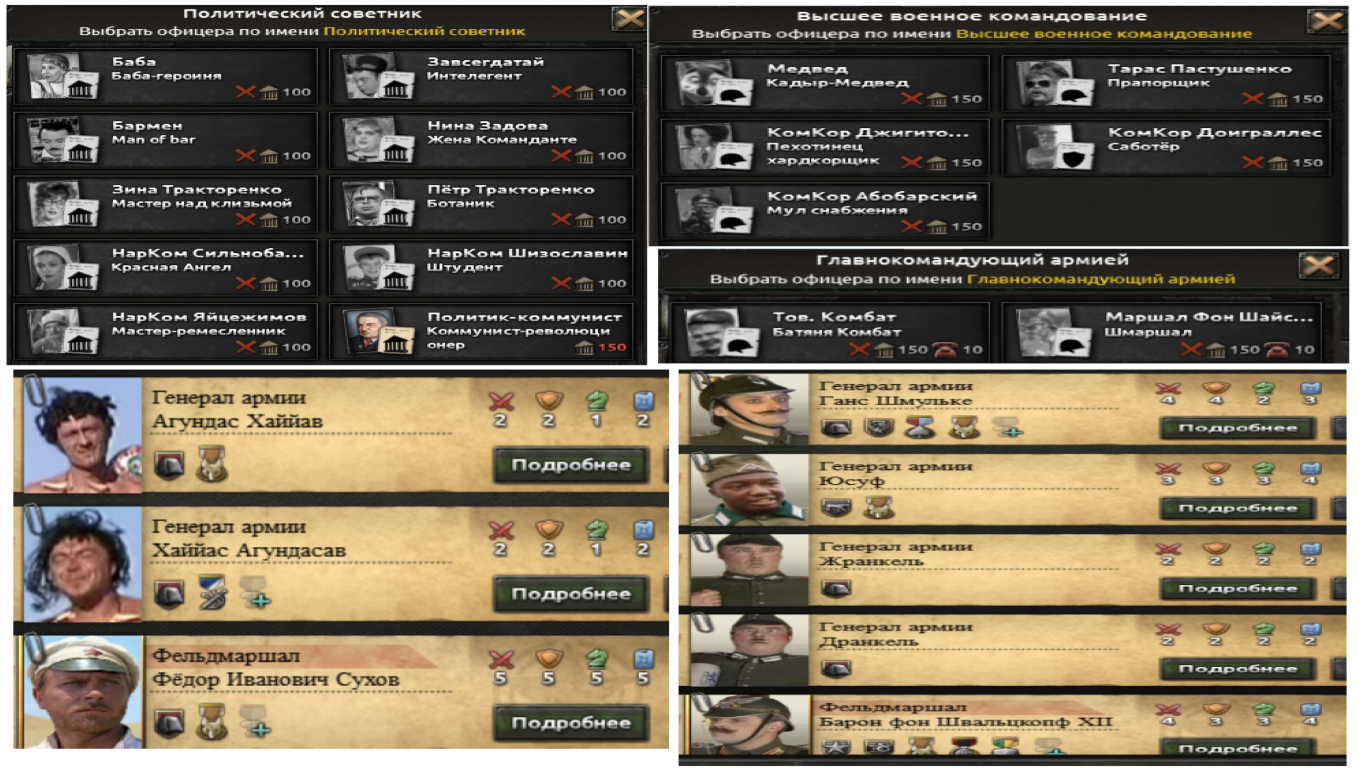 Политический советник
Выбрать офицера по имени Политический советник
Баба
Баба-героиня
100
Завсегдатай
Интелегент
100
Бармен
Man of bar
100
Нина Задова
Жена Команданте
100
Зина Тракторенко
Мастер над клизьмой
100
Пётр Тракторенко
Ботаник
100
НарКом Сильноба...
Красная Ангел
100
НарКом Шизославин
Штудент
100
НарКом Яйцежимов
Мастер-ремесленник
100
Политик-коммунист
Коммунист-революци
онер
150
Высшее военное командование
Выбрать офицера по имени Высшее военное командование
Медвед
Кадыр-Медвед
150
Тарас Пастушенко
Прапорщик
150
КомКор Джигито...
Пехотинец
хардкорщик
150
КомКор Доиграллес
Саботёр
150
КомКор Абобарский
Мул снабжения
150
Главнокомандующий армией
Выбрать офицера по имени Главнокомандующий армией
Тов. Комбат
Батяня Комбат
150 10
Маршал Фон Шайс...
Шмаршал
150 10
Генерал армии
Агундас Хаййав
2 2 1 2
Подробнее
Генерал армии
Хаййас Агундасав
2 2 1 2
Подробнее
Фельдмаршал
Фёдор Иванович Сухов
5 5 5 5
Подробнее
Генерал армии
Ганс Шмульке
4 4 2 3
Подробнее
Генерал армии
Юсуф
3 3 3 4
Подробнее
Генерал армии
Жранкель
2 2 2 2
Подробнее
Генерал армии
Дранкель
2 2 2 2
Подробнее
Фельдмаршал
Барон фон Швальцкопф XII
4 3 3 4
Подробнее